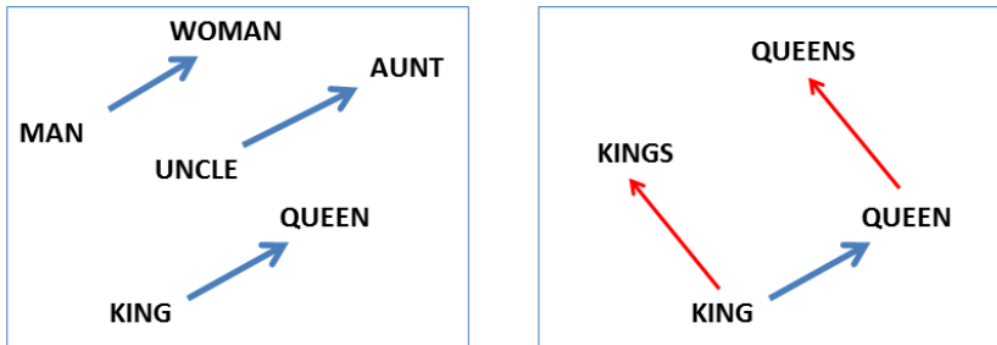 WOMAN
AUNT
MAN
UNCLE
QUEEN
KING
QUEENS
KINGS
QUEEN
KING